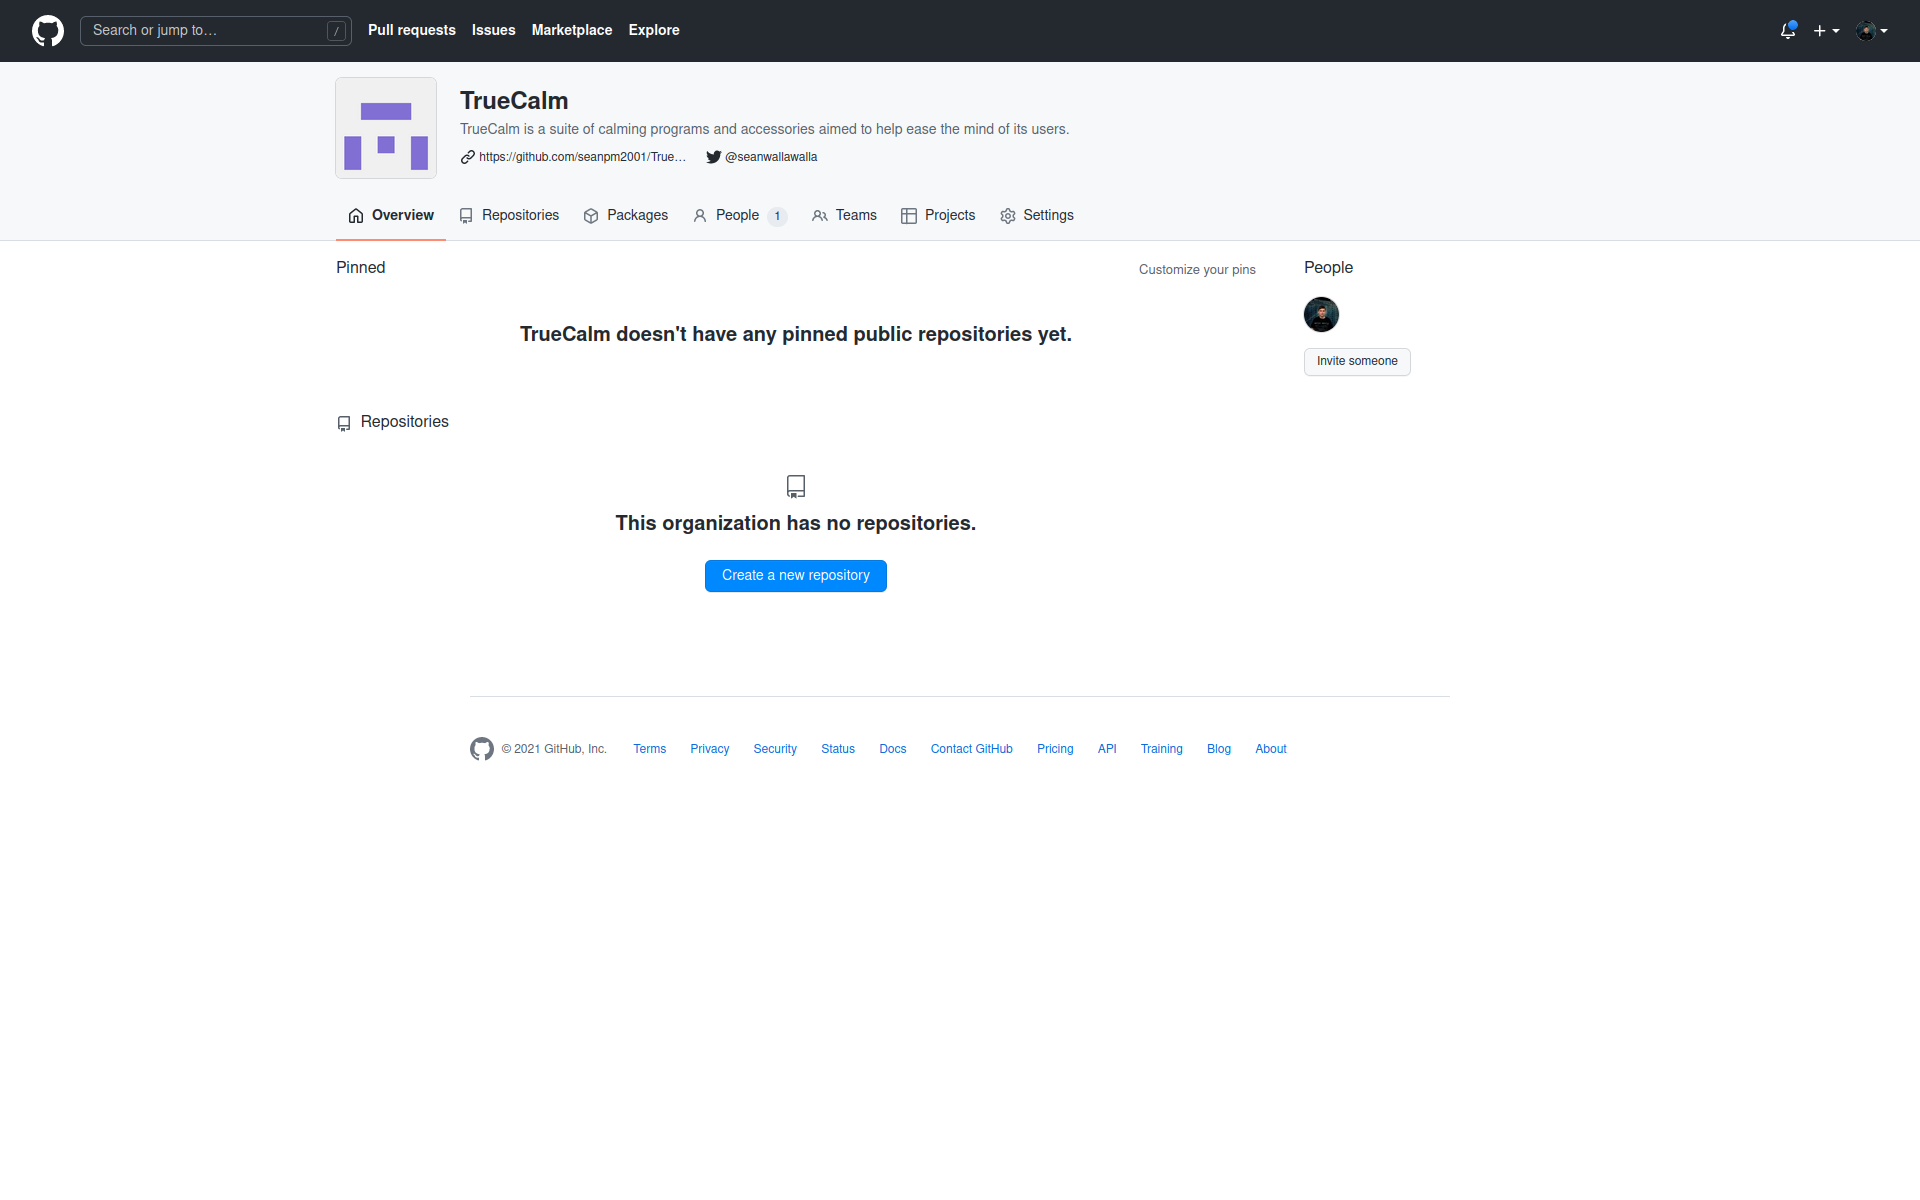 Search or jump to… /
Pull requests Issues Marketplace Explore
TrueCalm
TrueCalm is a suite of calming programs and accessories aimed to help ease the mind of its users.
https://github.com/seanpm2001/True… @seanwallawalla
Overview Repositories Packages People 1 Teams Projects Settings
Pinned Customize your pins
TrueCalm doesn't have any pinned public repositories yet.
People
Invite someone
Repositories
This organization has no repositories.
Create a new repository
© 2021 GitHub, Inc. Terms Privacy Security Status Docs Contact GitHub Pricing API Training Blog About